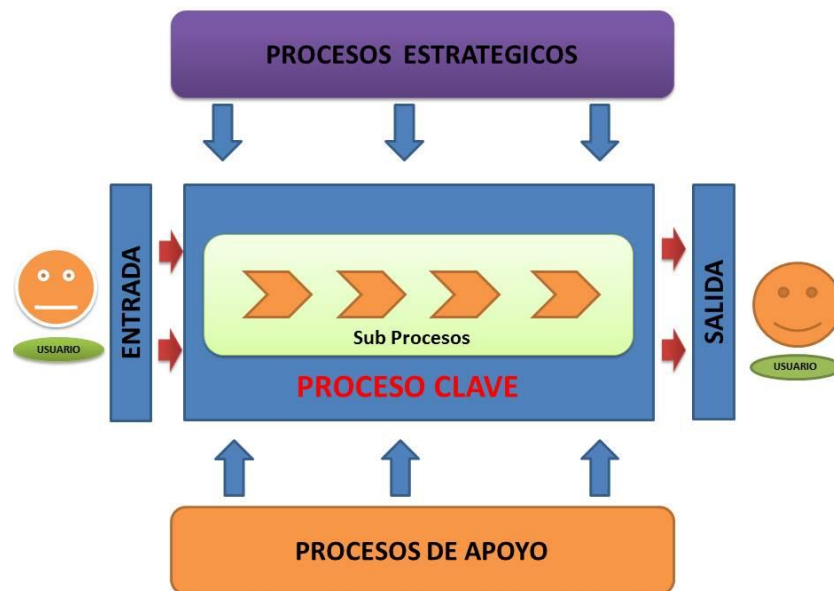 PROCESOS ESTRATEGICOS
ENTRADA
USUARIO
Sub Procesos
PROCESO CLAVE
SALIDA
USUARIO
PROCESOS DE APOYO